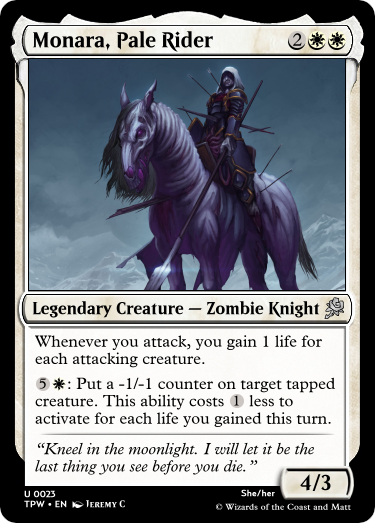 Monara, Pale Rider 2
Legendary Creature — Zombie Knight
Whenever you attack, you gain 1 life for
each attacking creature.
5 : Put a -1/-1 counter on target tapped
creature. This ability costs 1 less to
activate for each life you gained this turn.
“Kneel in the moonlight. I will let it be the
last thing you see before you die.”
4/3
U 0023 She/her
TPW • EN Jeremy C © Wizards of the Coast and Matt